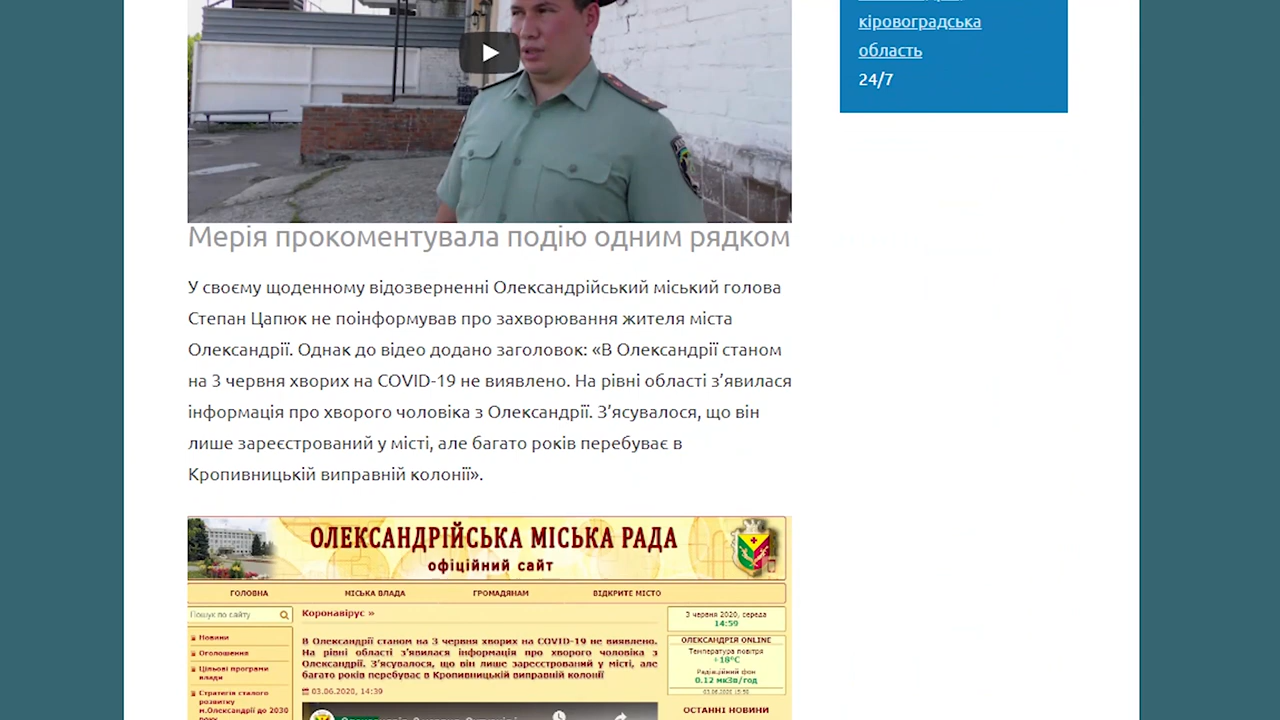 кіровоградська
область
24/7
Мерія прокоментувала подію одним рядком
У своєму щоденному відозверненні Олександрійський міський голова
Степан Цапюк не поінформував про захворювання жителя міста
Олександрії. Однак до відео додано заголовок: «В Олександрії станом
на 3 червня хворих на COVID-19 не виявлено. На рівні області з’явилася
інформація про хворого чоловіка з Олександрії. З’ясувалося, що він
лише зареєстрований у місті, але багато років перебуває в
Кропивницькій виправній колонії».
ОЛЕКСАНДРІЙСЬКА МІСЬКА РАДА
офіційний сайт
ГОЛОВНА
МІСЬКА ВЛАДА
ГРОМАДЯНАМ
ВІДКРИТЕ МІСТО
Пошук по сайту
Новини
Оголошення
Цільові програми
влади
Стратегія сталого
розвитку
м.Олександрії до 2030
року
Коронавірус »
В Олександрії станом на 3 червня хворих на COVID-19 не виявлено.
На рівні області з’явилася інформація про хворого чоловіка з
Олександрії. З’ясувалося, що він лише зареєстрований у місті, але
багато років перебуває в Кропивницькій виправній колонії
03.06.2020, 14:39
3 червня 2020, середа
14:59
ОЛЕКСАНДРІЯ ONLINE
Температура повітря
+18°C
Радіаційний фон
0.12 мкЗв/год
ОСТАННІ НОВИНИ